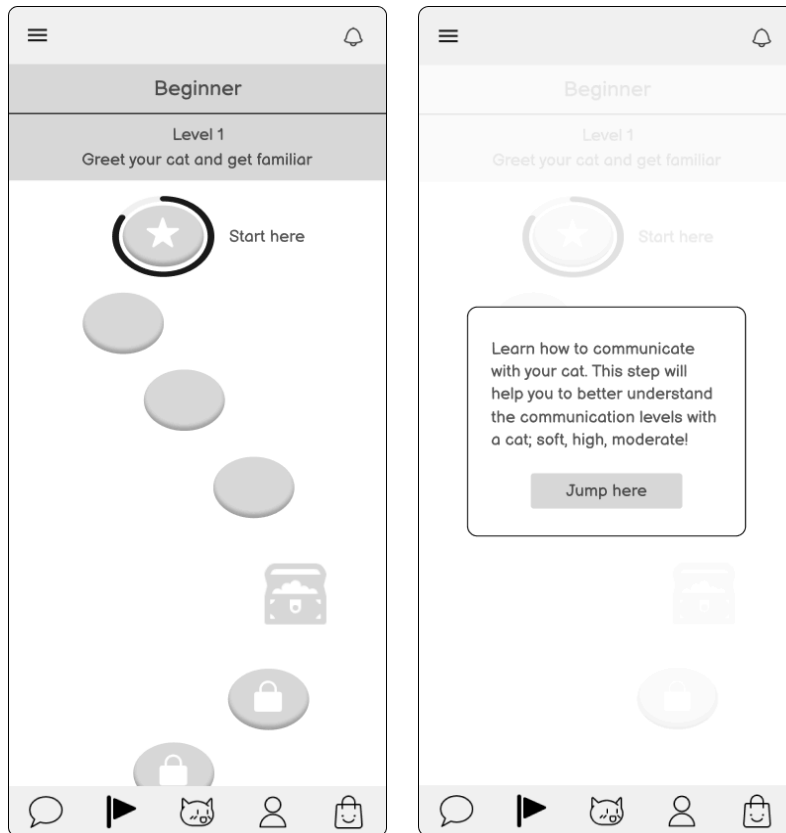 Beginner
Level 1
Greet your cat and get familiar
Start here
Beginner
Level 1
Greet your cat and get familiar
Start here
Learn how to communicate
with your cat. This step will
help you to better understand
the communication levels with
a cat; soft, high, moderate!
Jump here